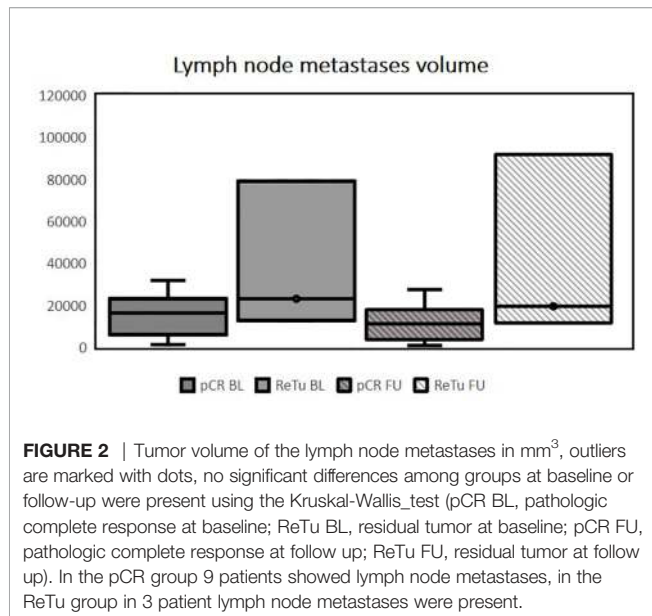 Lymph node metastases volume
120000
100000
80000
60000
40000
20000
0
pCR BL ReTu BL pCR FU ReTu FU
FIGURE 2 | Tumor volume of the lymph node metastases in mm³, outliers
are marked with dots, no significant differences among groups at baseline or
follow-up were present using the Kruskal-Wallis_test (pCR BL, pathologic
complete response at baseline; ReTu BL, residual tumor at baseline; pCR FU,
pathologic complete response at follow up; ReTu FU, residual tumor at follow
up). In the pCR group 9 patients showed lymph node metastases, in the
ReTu group in 3 patient lymph node metastases were present.